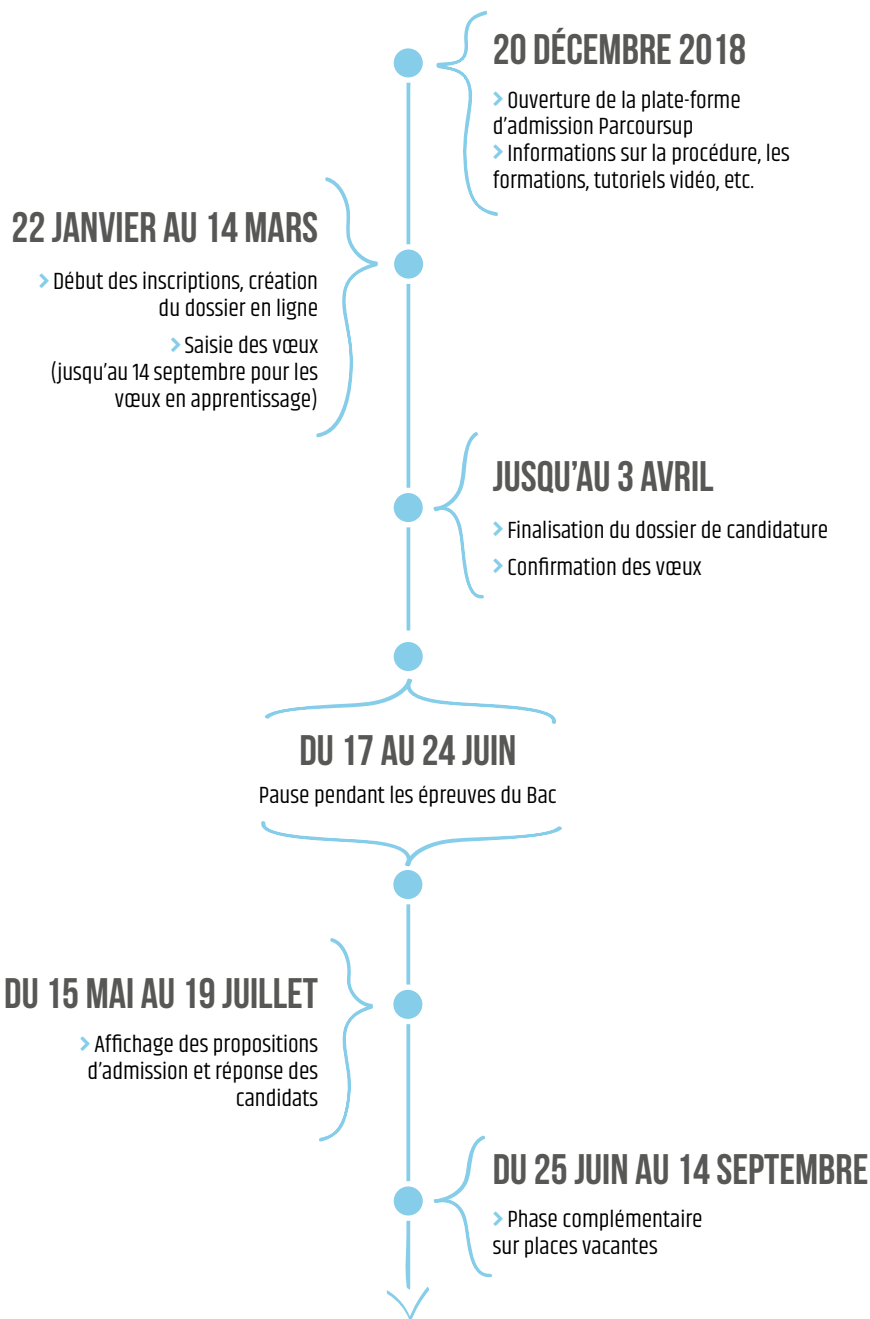 20 DÉCEMBRE 2018
> Ouverture de la plate-forme
d'admission Parcoursup
> Informations sur la procédure, les
formations, tutoriels vidéo, etc.
22 JANVIER AU 14 MARS
> Début des inscriptions, création
du dossier en ligne
> Saisie des vœux
(jusqu'au 14 septembre pour les
vœux en apprentissage)
JUSQU'AU 3 AVRIL
> Finalisation du dossier de candidature
> Confirmation des vœux
DU 17 AU 24 JUIN
Pause pendant les épreuves du Bac
DU 15 MAI AU 19 JUILLET
> Affichage des propositions
d'admission et réponse des
candidats
DU 25 JUIN AU 14 SEPTEMBRE
> Phase complémentaire
sur places vacantes